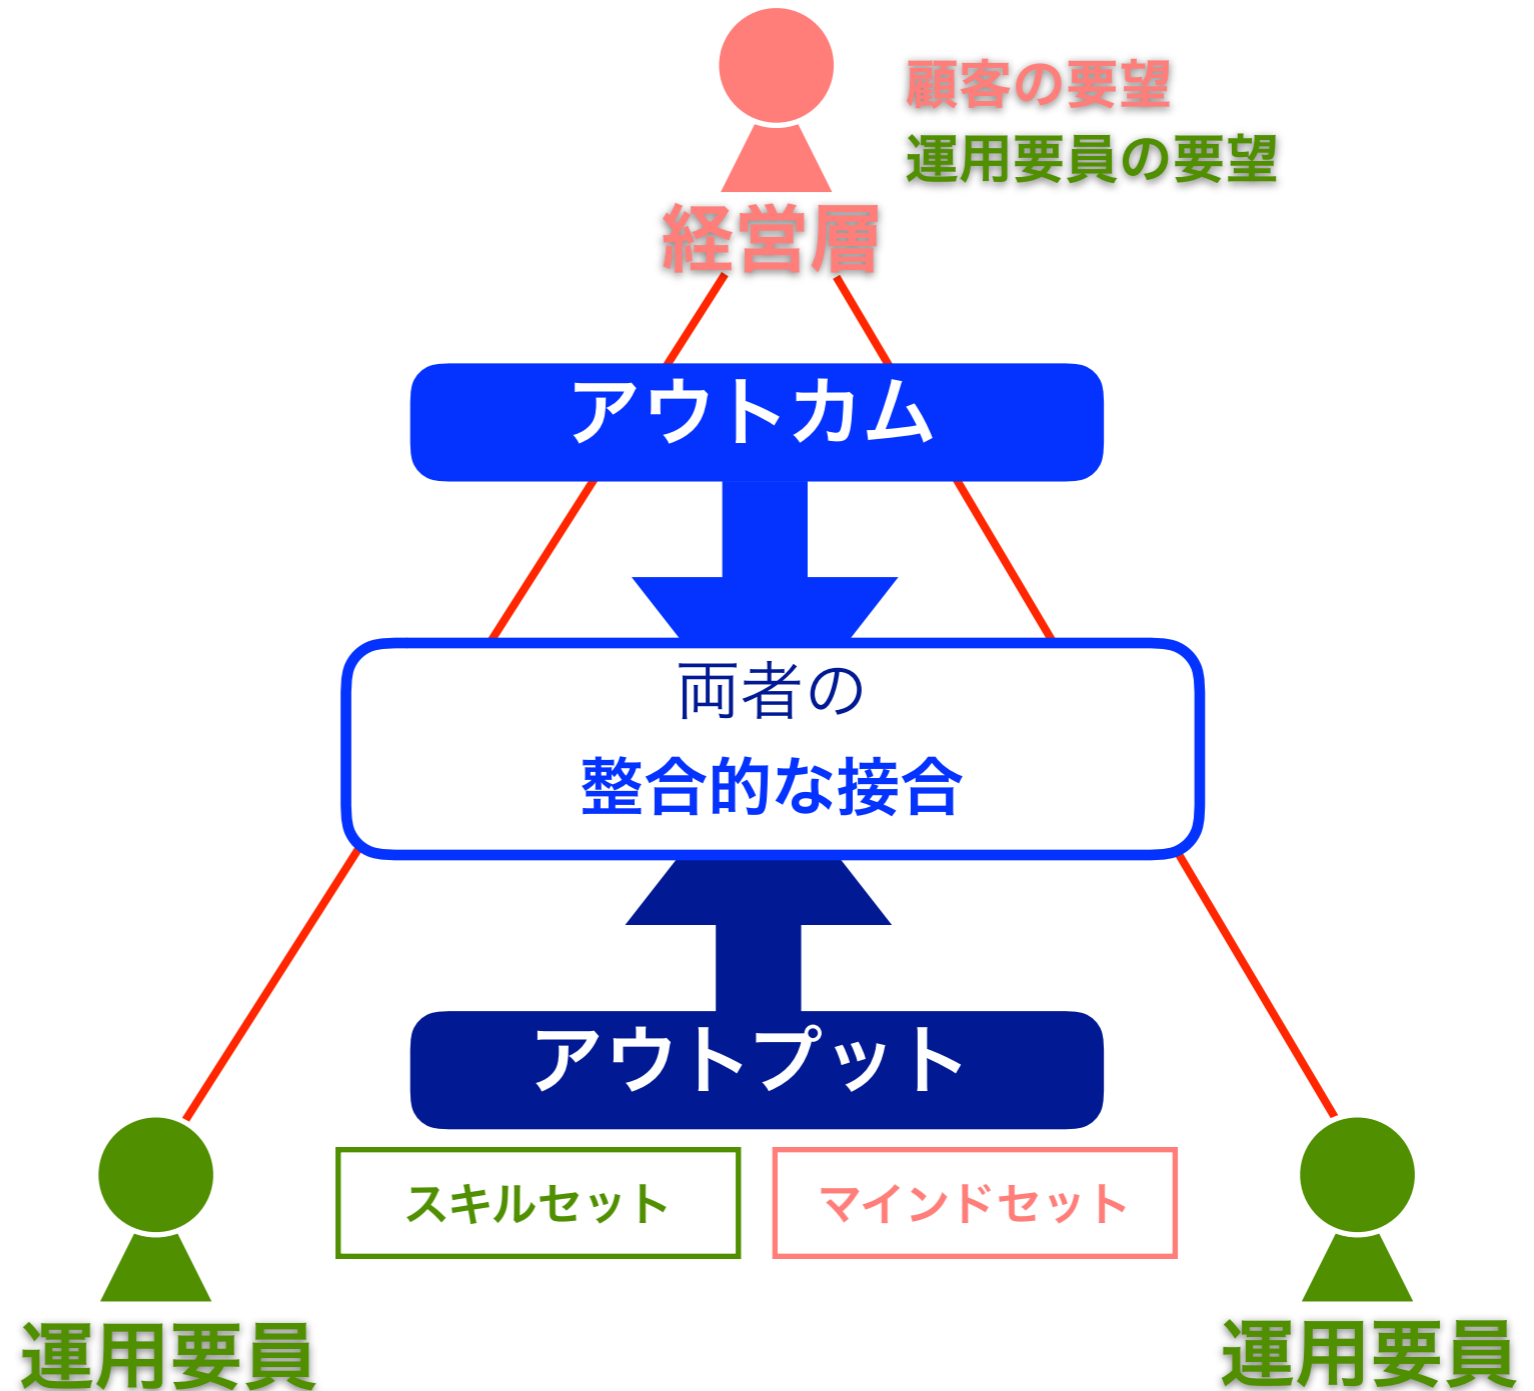 顧客の要望
運用要員の要望
経営層
アウトカム
両者の
整合的な接合
アウトプット
スキルセット
マインドセット
運用要員
運用要員